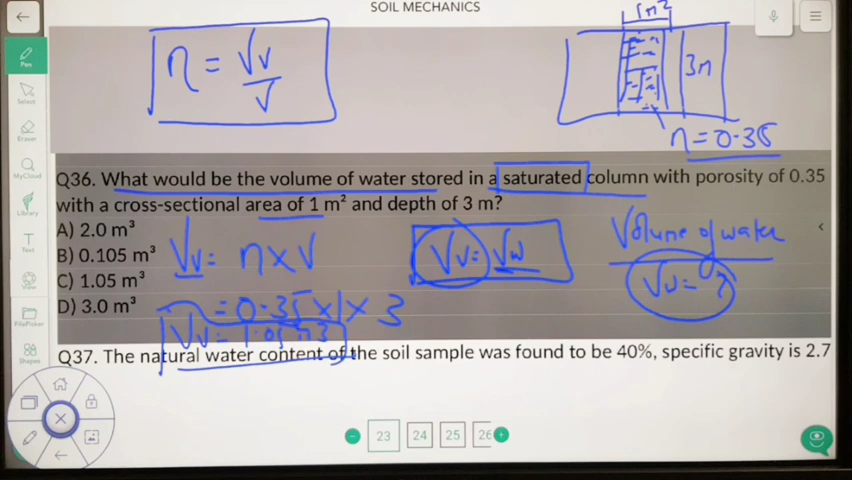 SOIL MECHANICS
η = Vv / V
1m²
3m
n = 0.35
Pen
Select
Eraser
MyCloud
Library
Text
FilePicker
Shapes
Q36. What would be the volume of water stored in a saturated column with porosity of 0.35
with a cross-sectional area of 1 m² and depth of 3 m?
A) 2.0 m³
B) 0.105 m³
C) 1.05 m³
D) 3.0 m³
Vv = n x V
= 0.35 x 1 x 3
Vv = 1.05 m3
Vv = Vw
Volume of water
Vv = ?
Q37. The natural water content of the soil sample was found to be 40%, specific gravity is 2.7
23 24 25 26